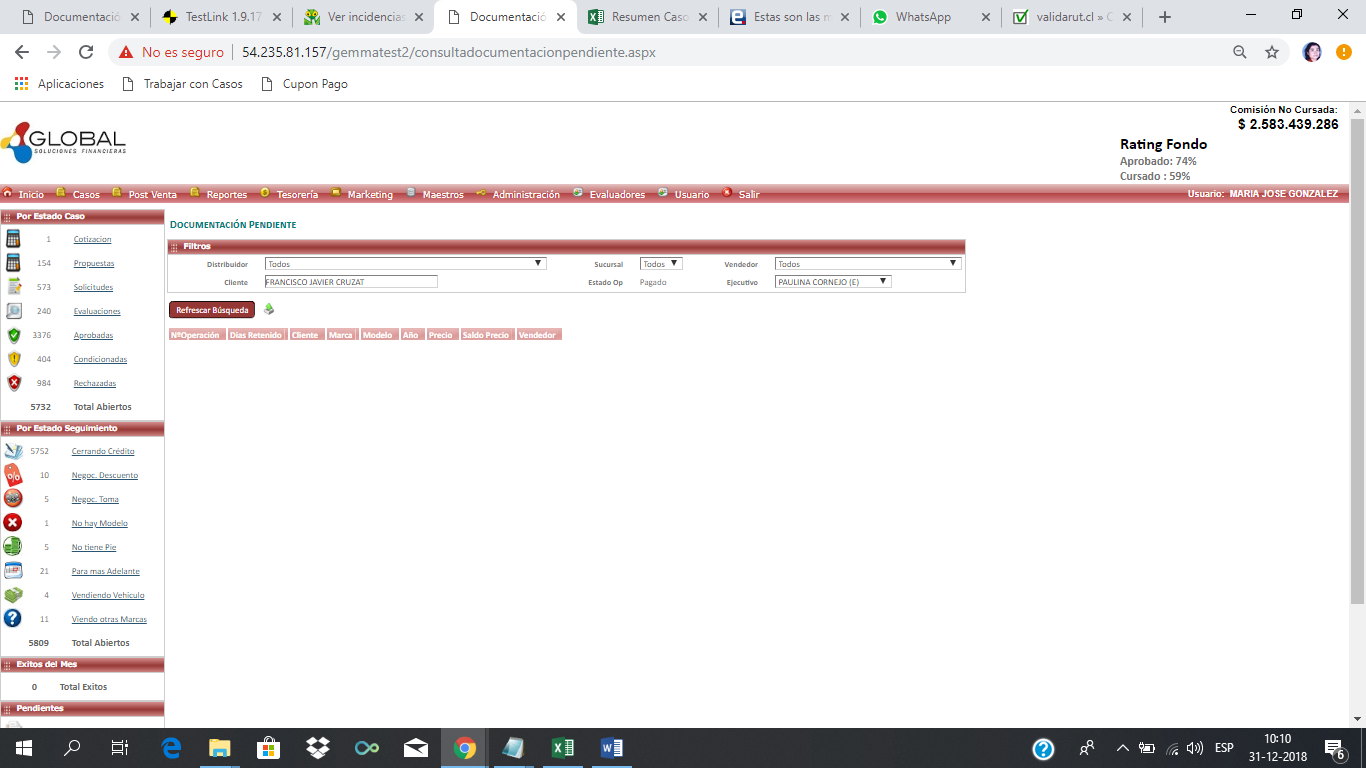 Documentació
TestLink 1.9.17
Ver incidencias
Documentació
Resumen Caso
Estas son las m
WhatsApp
validarut.cl » C
No es seguro
54.235.81.157/gemmatest2/consultadocumentacionpendiente.aspx
Aplicaciones
Trabajar con Casos
Cupon Pago
GLOBAL
SOLUCIONES FINANCIERAS
Comisión No Cursada:
$ 2.583.439.286
Rating Fondo
Aprobado: 74%
Cursado : 59%
Inicio Casos Post Venta Reportes Tesorería Marketing Maestros Administración Evaluadores Usuario Salir
Usuario: MARIA JOSE GONZALEZ
Por Estado Caso
1 Cotizacion
154 Propuestas
573 Solicitudes
240 Evaluaciones
3376 Aprobadas
404 Condicionadas
984 Rechazadas
5732 Total Abiertos
Por Estado Seguimiento
5752 Cerrando Crédito
10 Negoc. Descuento
5 Negoc. Toma
1 No hay Modelo
5 No tiene Pie
21 Para mas Adelante
4 Vendiendo Vehículo
11 Viendo otras Marcas
5809 Total Abiertos
Exitos del Mes
0 Total Exitos
Pendientes
DOCUMENTACIÓN PENDIENTE
Filtros
Distribuidor Todos Sucursal Todos Vendedor Todos
Cliente FRANCISCO JAVIER CRUZAT Estado Op Pagado Ejecutivo PAULINA CORNEJO (E)
Refrescar Búsqueda
NºOperación Días Retenido Cliente Marca Modelo Año Precio Saldo Precio Vendedor
ESP
10:10
31-12-2018
6